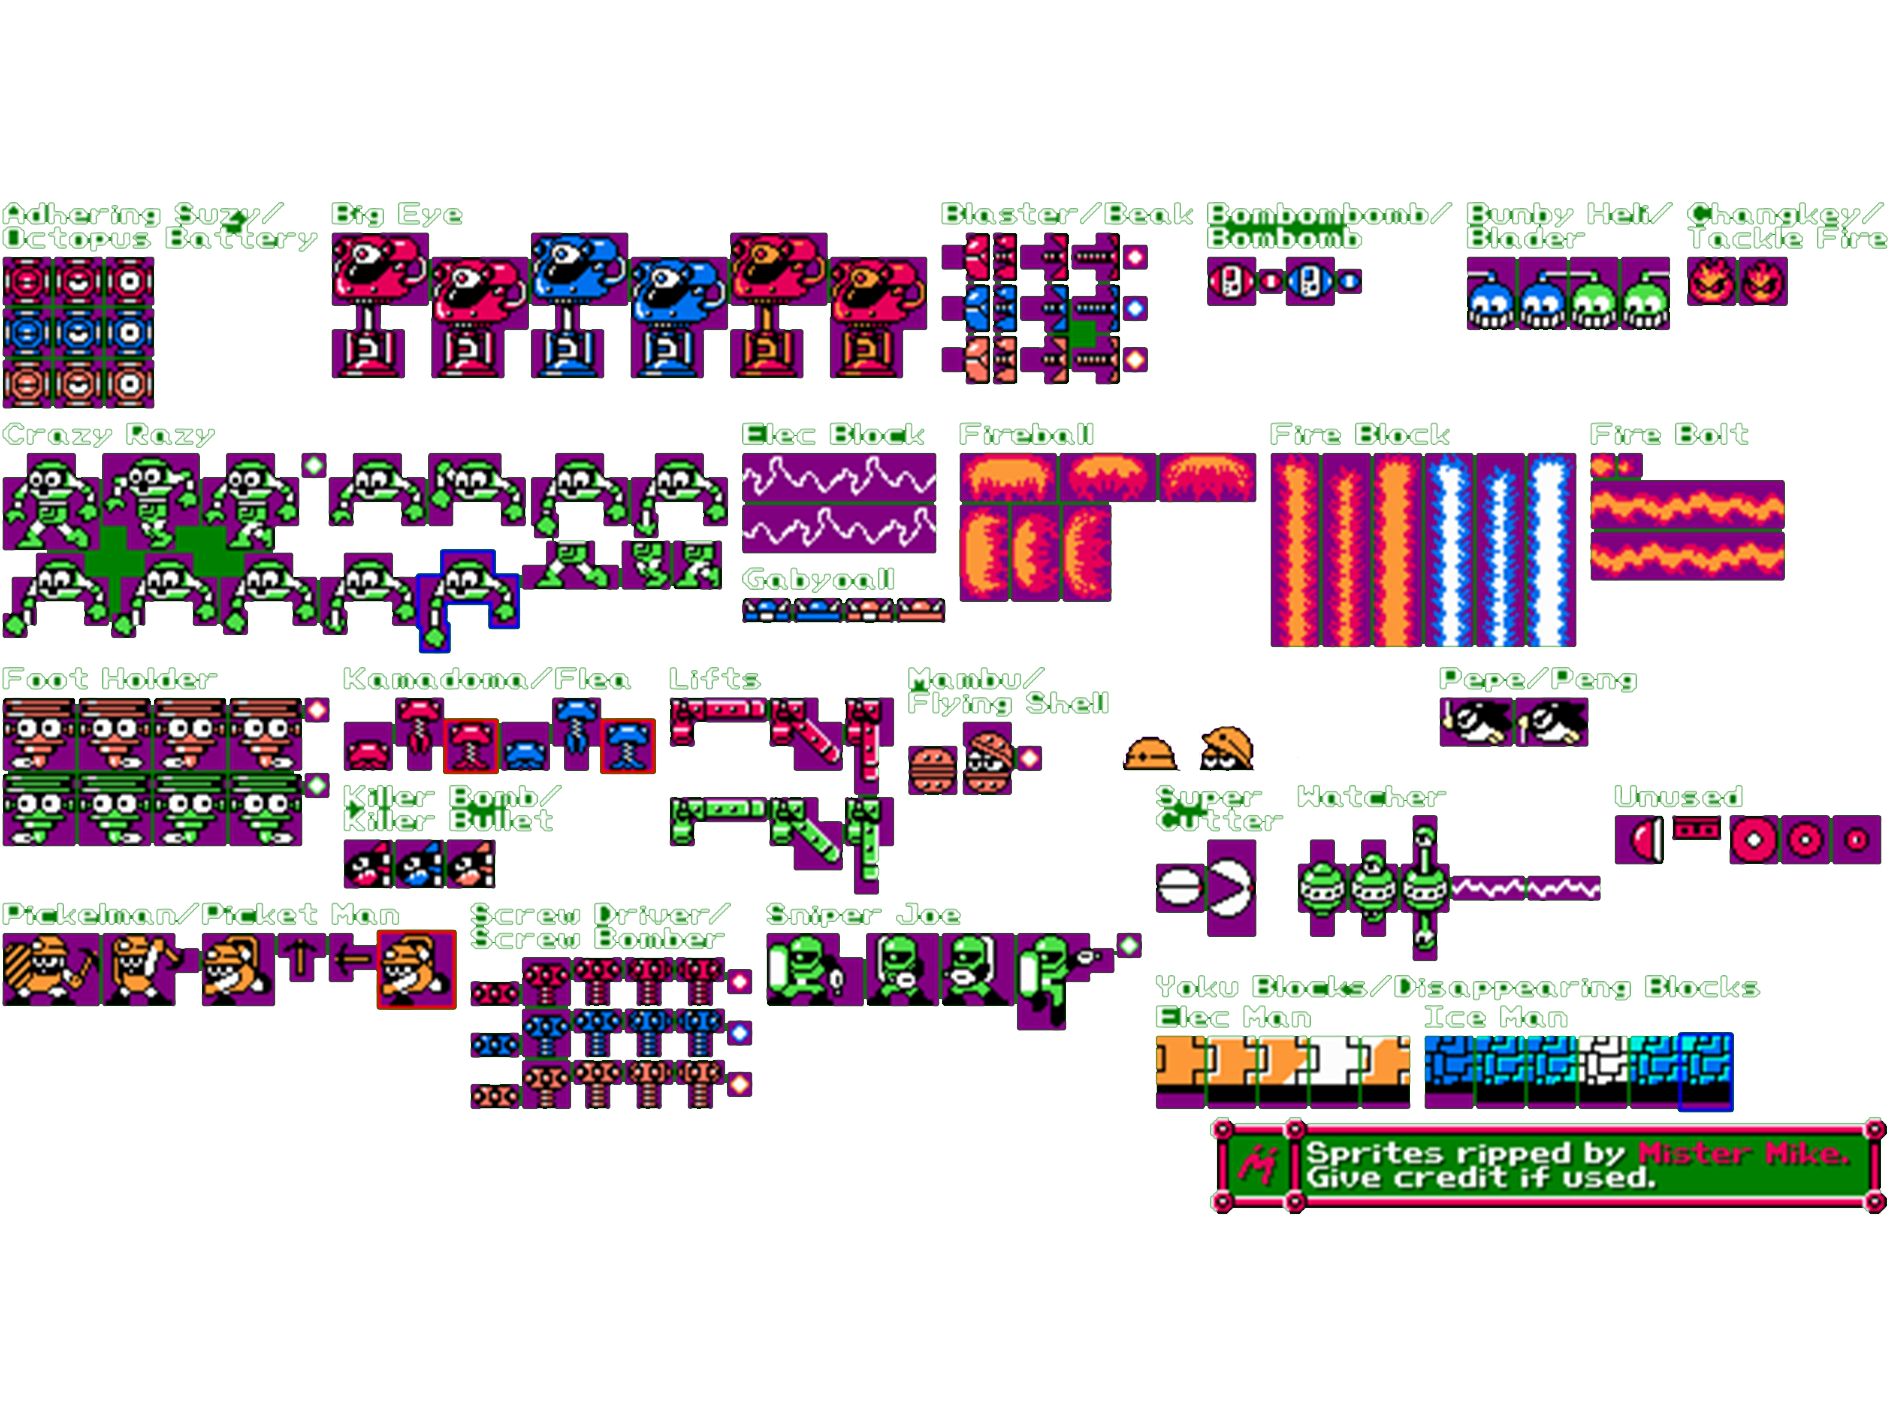 Adhering Suzy/
Octopus Battery
Big Eye
Blaster/Beak
Bombombomb/
Bombomb
Bunby Heli/
Blader
Changkey/
Tackle Fire
Crazy Razy
Elec Block
Gabyoall
Fireball
Fire Block
Fire Bolt
Foot Holder
Kamadoma/Flea
Killer Bomb/
Killer Bullet
Lifts
Mambu/
Flying Shell
Pepe/Peng
Super
Cutter
Watcher
Unused
Pickelman/Picket Man
Screw Driver/
Screw Bomber
Sniper Joe
Yoku Blocks/Disappearing Blocks
Elec Man
Ice Man
Sprites ripped by Mister Mike.
Give credit if used.